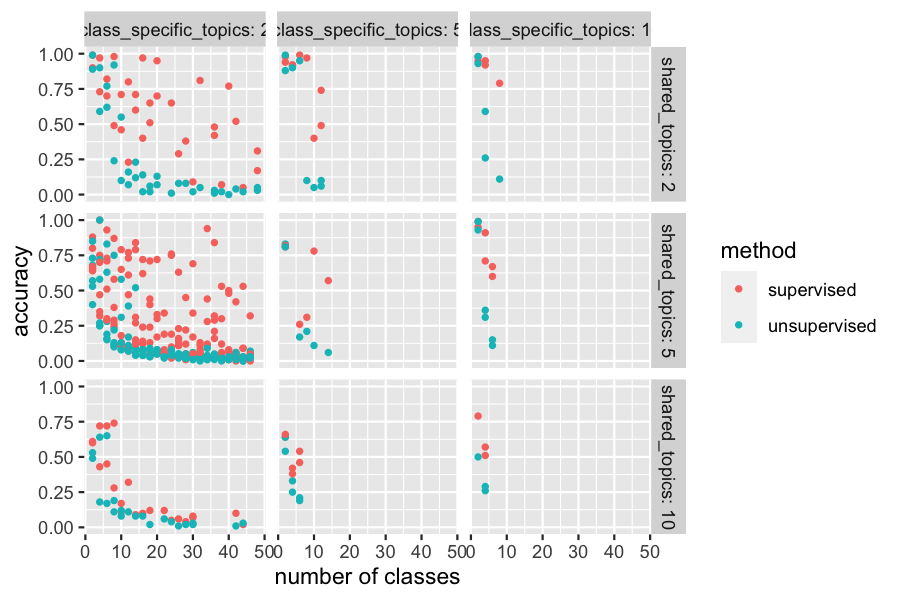 class_specific_topics: 2
class_specific_topics: 5
class_specific_topics: 1
1.00
0.75
0.50
0.25
0.00
shared_topics: 2
1.00
0.75
0.50
0.25
0.00
shared_topics: 5
1.00
0.75
0.50
0.25
0.00
shared_topics: 10
0 10 20 30 40 50
0 10 20 30 40 50
0 10 20 30 40 50
number of classes
accuracy
method
supervised
unsupervised